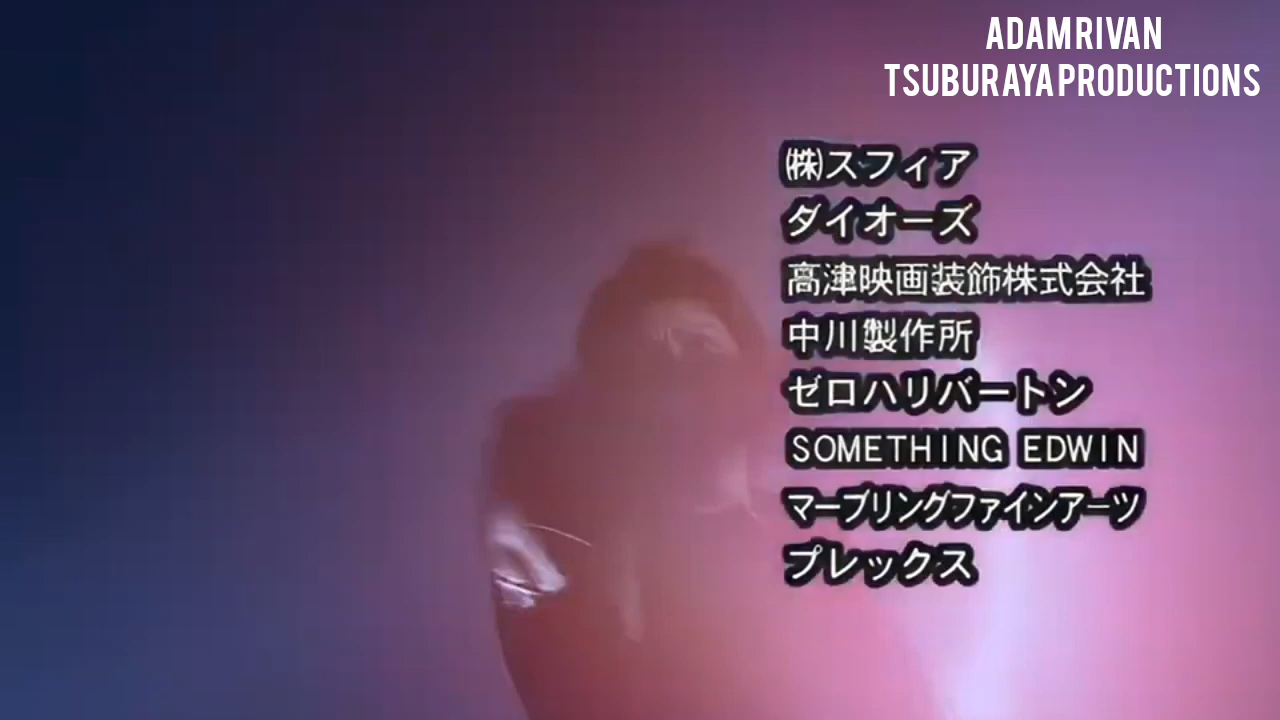 ADAMRIVAN
TSUBURAYA PRODUCTIONS
㈱スフィア
ダイオーズ
高津映画装飾株式会社
中川製作所
ゼロハリバートン
SOMETHING EDWIN
マーブリングファインアーツ
プレックス